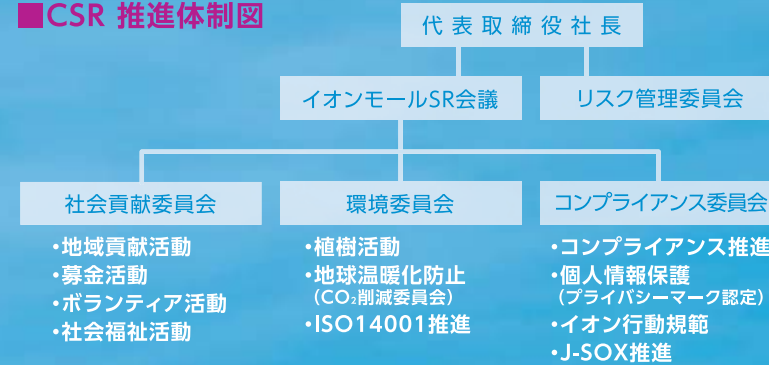 ■CSR 推進体制図
代表取締役社長
イオンモールSR会議
リスク管理委員会
社会貢献委員会
環境委員会
コンプライアンス委員会
・地域貢献活動
・募金活動
・ボランティア活動
・社会福祉活動
・植樹活動
・地球温暖化防止
（CO₂削減委員会）
・ISO14001推進
・コンプライアンス推進
・個人情報保護
（プライバシーマーク認定）
・イオン行動規範
・J-SOX推進